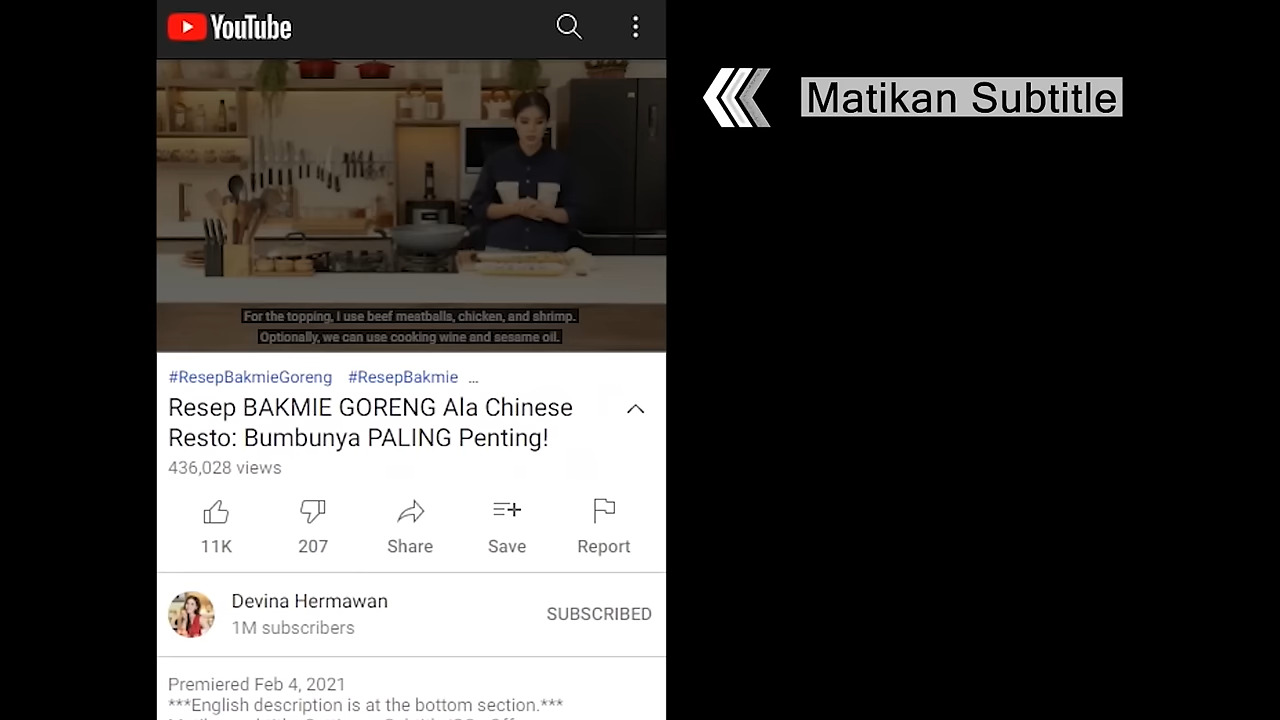 YouTube
Matikan Subtitle
For the topping, I use beef meatballs, chicken, and shrimp.
Optionally, we can use cooking wine and sesame oil.
#ResepBakmieGoreng #ResepBakmie ...
Resep BAKMIE GORENG Ala Chinese
Resto: Bumbunya PALING Penting!
436,028 views
11K 207 Share Save Report
Devina Hermawan
1M subscribers
SUBSCRIBED
Premiered Feb 4, 2021
***English description is at the bottom section.***